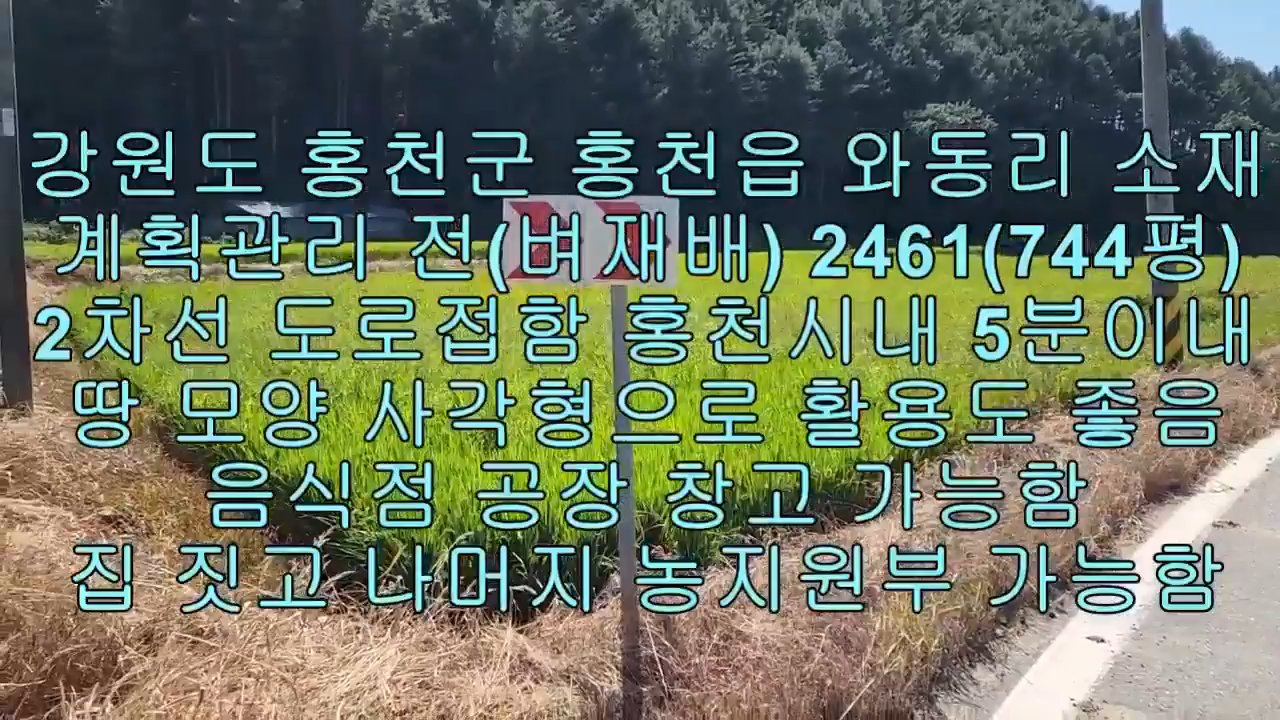 강원도 홍천군 홍천읍 와동리 소재
계획관리 전(벼재배) 2461(744평)
2차선 도로접함 홍천시내 5분이내
땅 모양 사각형으로 활용도 좋음
음식점 공장 창고 가능함
집 짓고 나머지 농지원부 가능함